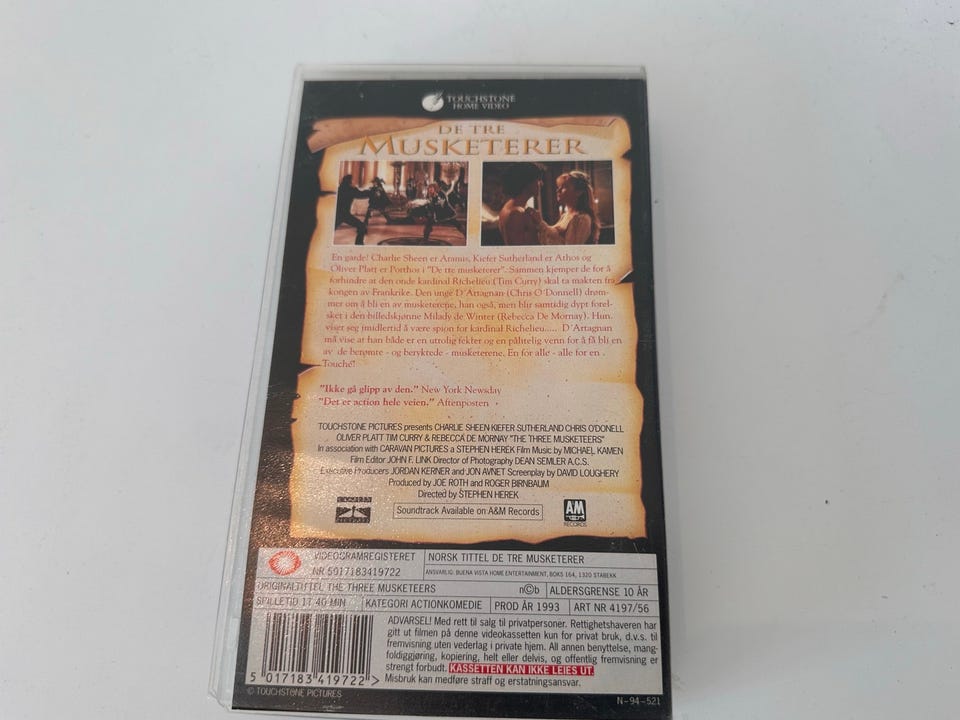 TOUCHSTONE
HOME VIDEO
DE TRE
MUSKETERER
En garde! Charlie Sheen er Aramis, Kiefer Sutherland er Athos og
Oliver Platt er Porthos i "De tre musketerer". Sammen kjemper de for å
forhindre at den onde kardinal Richelieu (Tim Curry) skal ta makten fra
kongen av Frankrike. Den unge D'Artagnan (Chris O'Donnell) drøm-
mer om å bli en av musketerene, han også, men blir samtidig dypt forel-
sket i den billedskjønne Milady de Winter (Rebecca De Mornay). Hun
viser seg imidlertid å være spion for kardinal Richelieu..... D'Artagnan
må vise at han både er en utrolig fekter og en pålitelig venn for å få bli en
av de berømte - og beryktede - musketerene. En for alle - alle for en.
Touché!
"Ikke gå glipp av den." New York Newsday
"Det er action hele veien." Aftenposten
TOUCHSTONE PICTURES presents CHARLIE SHEEN KIEFER SUTHERLAND CHRIS O'DONELL
OLIVER PLATT TIM CURRY & REBECCA DE MORNAY "THE THREE MUSKETEERS"
In association with CARAVAN PICTURES a STEPHEN HEREK Film Music by MICHAEL KAMEN
Film Editor JOHN F. LINK Director of Photography DEAN SEMLER A.C.S.
Executive Producers JORDAN KERNER and JON AVNET Screenplay by DAVID LOUGHERY
Produced by JOE ROTH and ROGER BIRNBAUM
Directed by STEPHEN HEREK
CARAVAN
PICTURES
Soundtrack Available on A&M Records
AM
RECORDS
VIDEOGRAMREGISTERET
NR 5017183419722
NORSK TITTEL DE TRE MUSKETERER
ANSVARLIG: BUENA VISTA HOME ENTERTAINMENT, BOKS 164, 1320 STABEKK
ORIGINALTITTEL THE THREE MUSKETEERS
n©b
ALDERSGRENSE 10 ÅR
SPILLETID 1T 40 MIN
KATEGORI ACTIONKOMEDIE
PROD ÅR 1993
ART NR 4197/56
ADVARSEL! Med rett til salg til privatpersoner. Rettighetshaveren har
gitt ut filmen på denne videokassetten kun for privat bruk, d.v.s. til
fremvisning uten vederlag i private hjem. All annen benyttelse, mang-
foldiggjøring, kopiering, helt eller delvis, og offentlig fremvisning er
strengt forbudt. KASSETTEN KAN IKKE LEIES UT.
Misbruk kan medføre straff og erstatningsansvar.
5 017183 419722 >
© TOUCHSTONE PICTURES
N-94-521